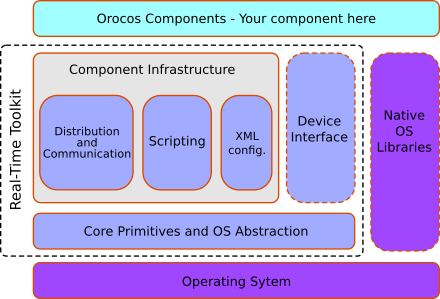 Orocos Components - Your component here
Real-Time Toolkit
Component Infrastructure
Distribution
and
Communication
Scripting
XML
config.
Device
Interface
Native
OS
Libraries
Core Primitives and OS Abstraction
Operating Sytem